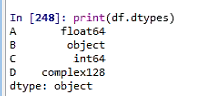 In [248]: print(df.dtypes)
A       float64
B        object
C         int64
D    complex128
dtype: object